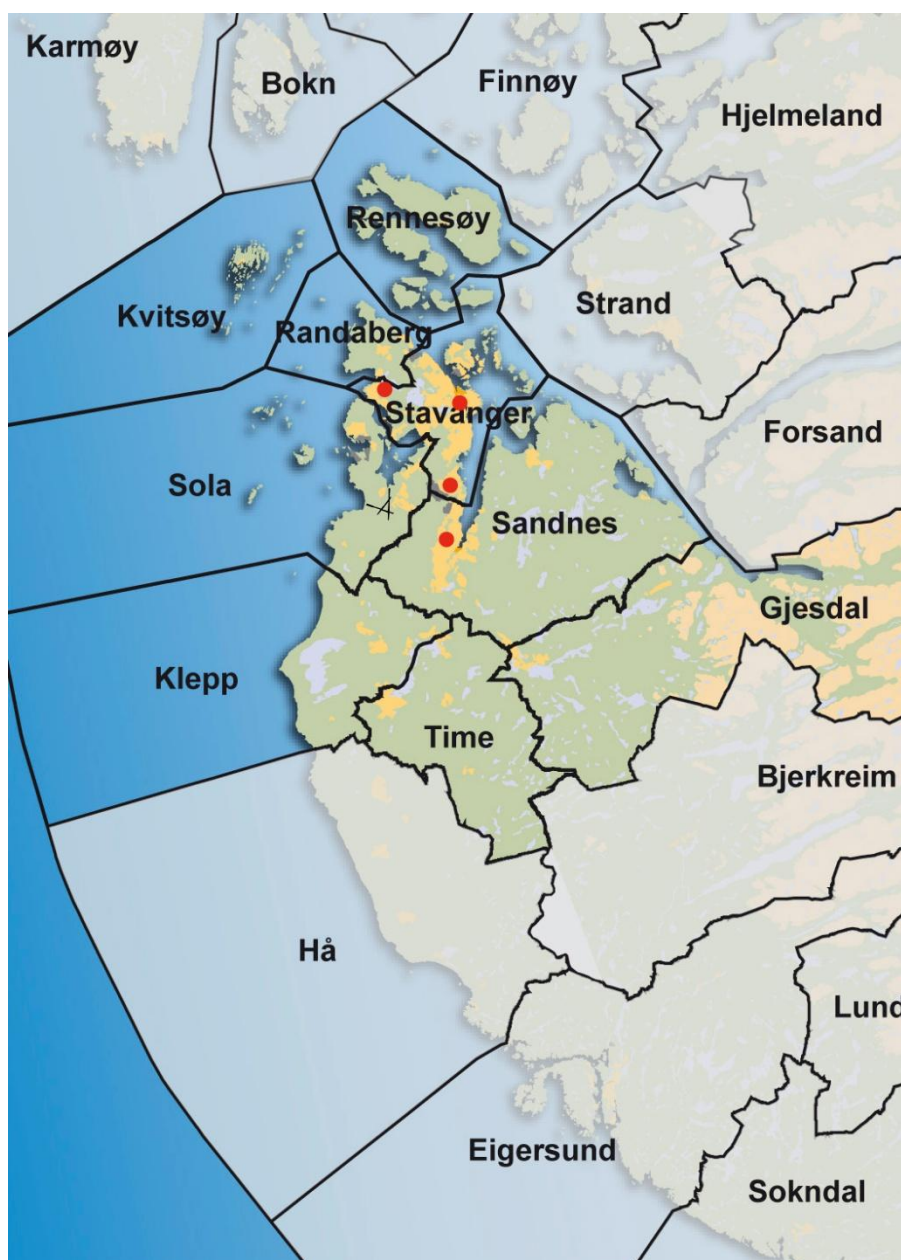 Karmøy
Bokn
Finnøy
Hjelmeland
Rennesøy
Kvitsøy
Randaberg
Strand
Stavanger
Forsand
Sola
Sandnes
Gjesdal
Klepp
Time
Bjerkreim
Hå
Lund
Eigersund
Sokndal